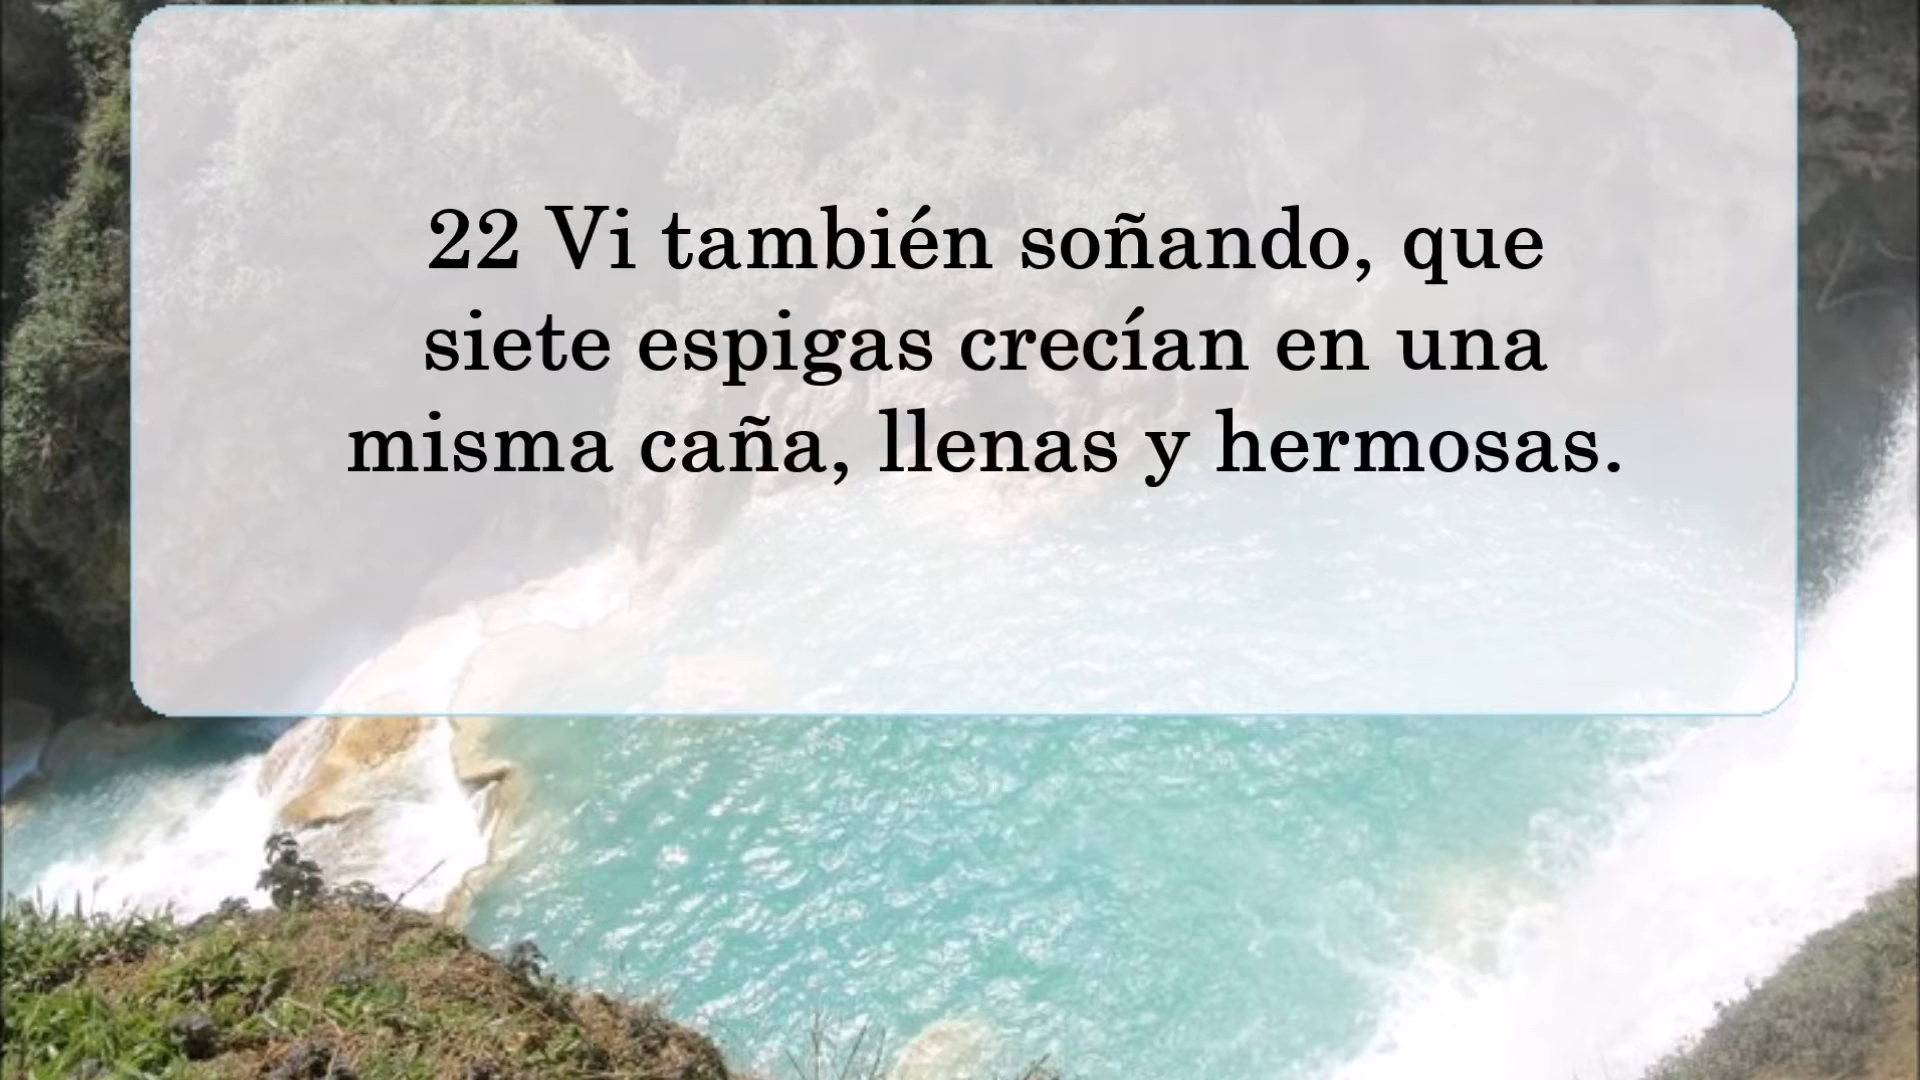 22 Vi también soñando, que
siete espigas crecían en una
misma caña, llenas y hermosas.